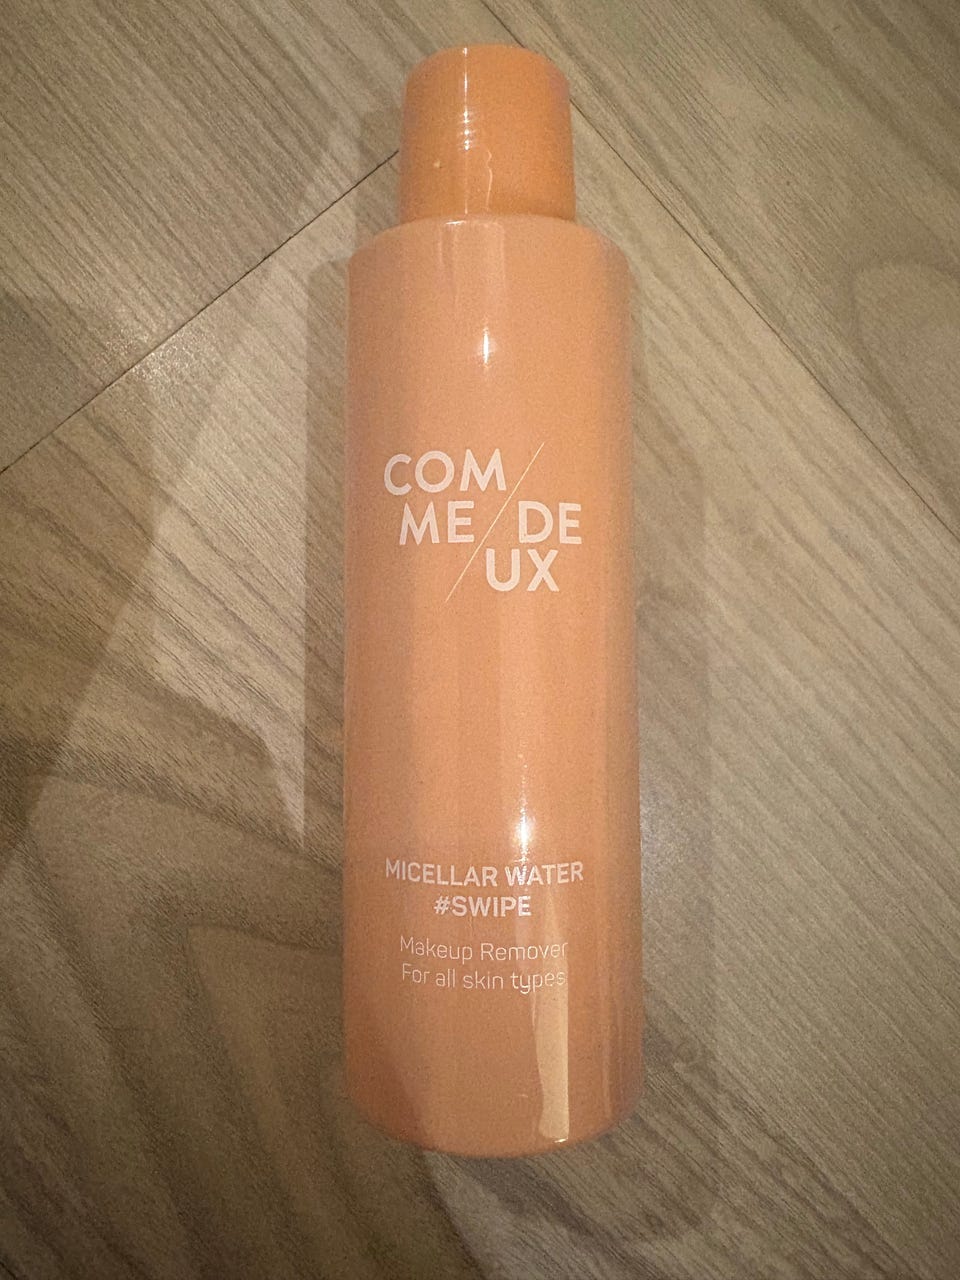 COM
ME/DE
UX
MICELLAR WATER
#SWIPE
Makeup Remover
For all skin types